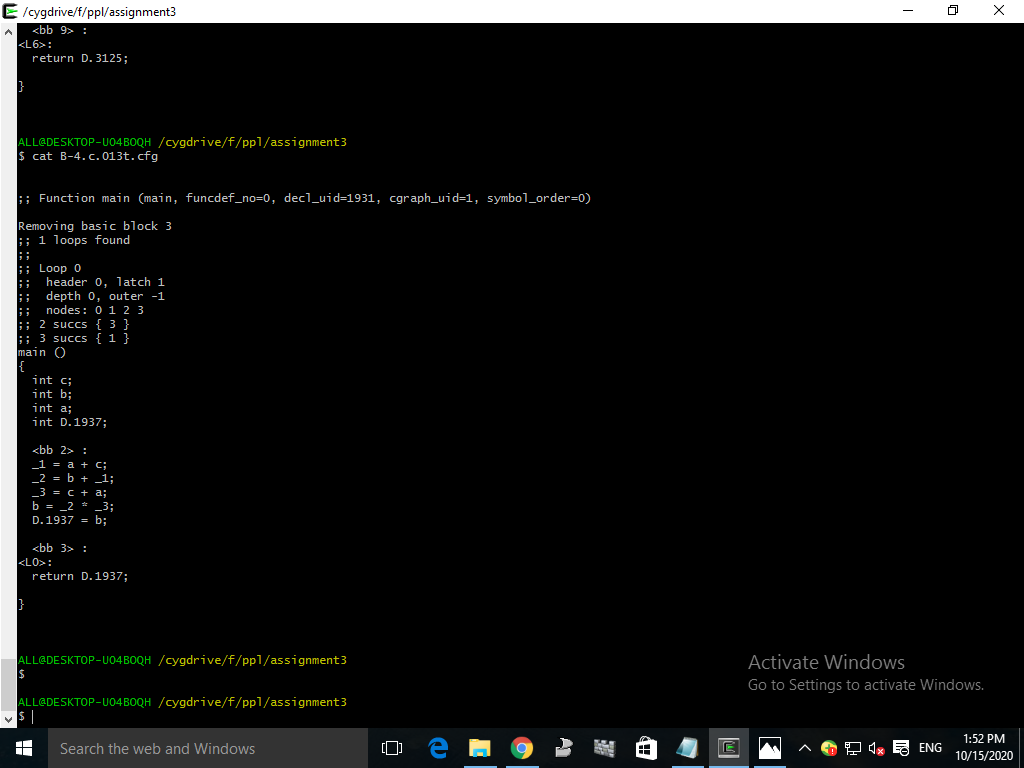 /cygdrive/f/ppl/assignment3
<bb 9> :
<L6>:
return D.3125;
}
ALL@DESKTOP-UO4BOQH /cygdrive/f/ppl/assignment3
$ cat B-4.c.013t.cfg
;; Function main (main, funcdef_no=0, decl_uid=1931, cgraph_uid=1, symbol_order=0)
Removing basic block 3
;; 1 loops found
;;
;; Loop 0
;;  header 0, latch 1
;;  depth 0, outer -1
;;  nodes: 0 1 2 3
;; 2 succs { 3 }
;; 3 succs { 1 }
main ()
{
int c;
int b;
int a;
int D.1937;
<bb 2> :
_1 = a + c;
_2 = b + _1;
_3 = c + a;
b = _2 * _3;
D.1937 = b;
<bb 3> :
<L0>:
return D.1937;
}
ALL@DESKTOP-UO4BOQH /cygdrive/f/ppl/assignment3
$
ALL@DESKTOP-UO4BOQH /cygdrive/f/ppl/assignment3
$
Activate Windows
Go to Settings to activate Windows.
Search the web and Windows
ENG
1:52 PM
10/15/2020